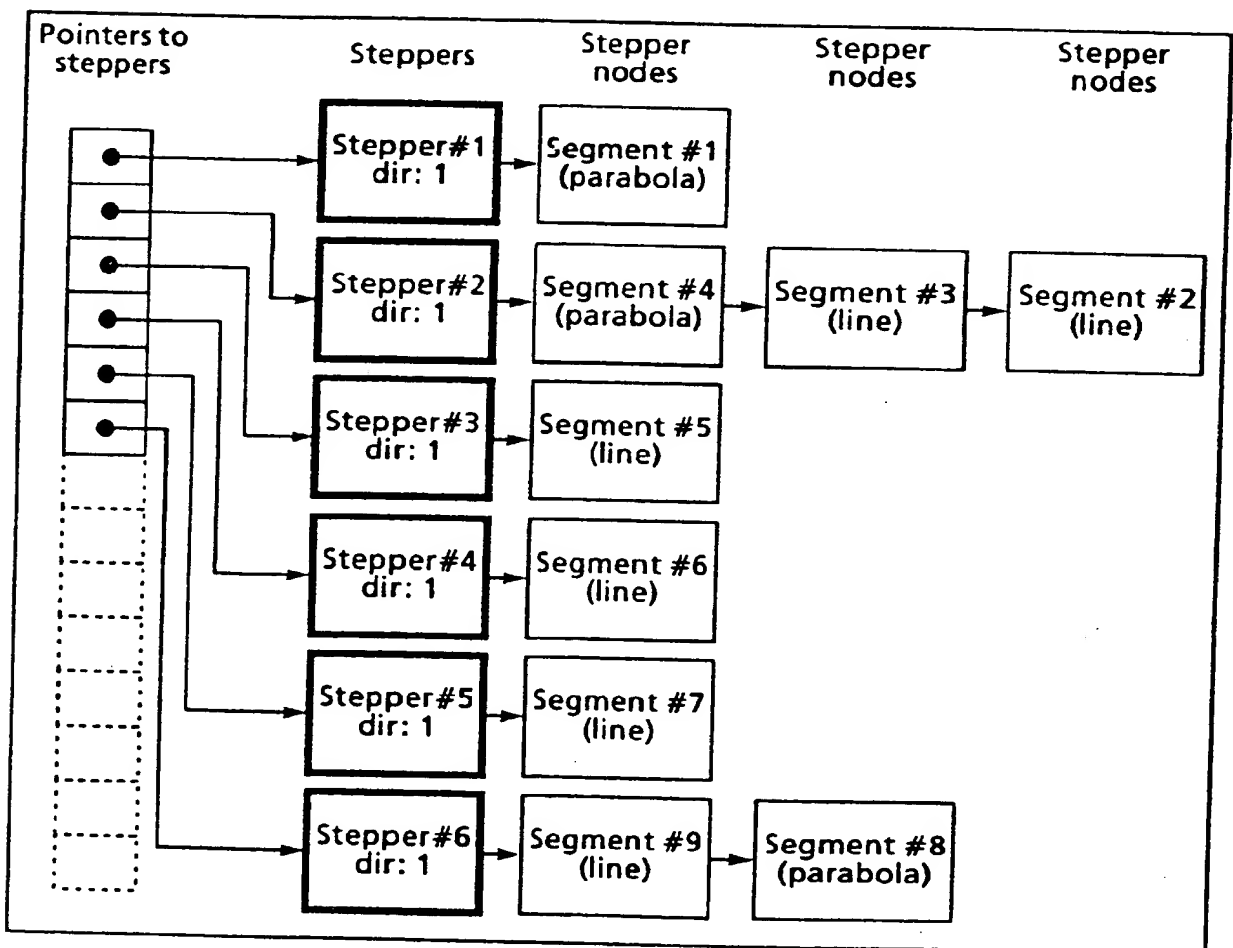 Pointers to
steppers
Steppers
Stepper
nodes
Stepper
nodes
Stepper
nodes
Stepper#1
dir: 1
Segment #1
(parabola)
Stepper#2
dir: 1
Segment #4
(parabola)
Segment #3
(line)
Segment #2
(line)
Stepper#3
dir: 1
Segment #5
(line)
Stepper#4
dir: 1
Segment #6
(line)
Stepper#5
dir: 1
Segment #7
(line)
Stepper#6
dir: 1
Segment #9
(line)
Segment #8
(parabola)